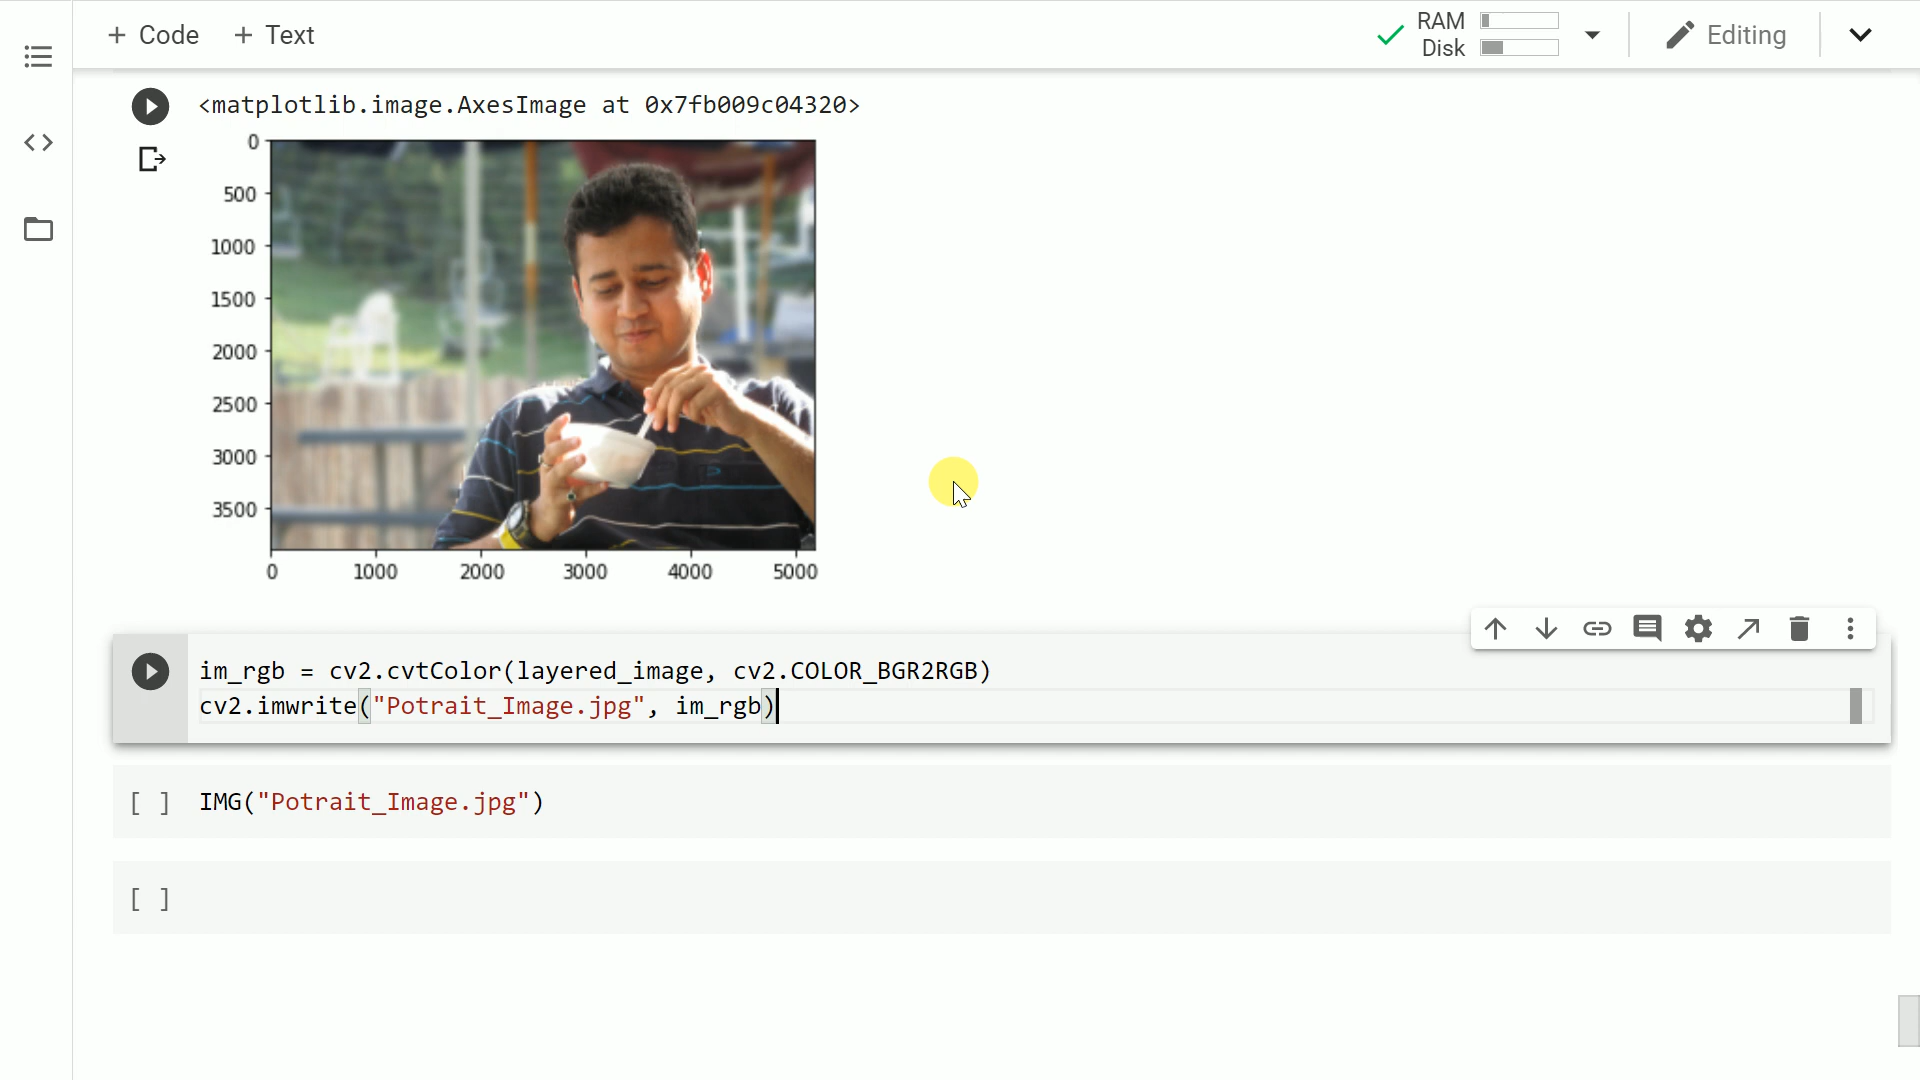 + Code + Text
RAM
Disk
Editing
<matplotlib.image.AxesImage at 0x7fb009c04320>
0
500
1000
1500
2000
2500
3000
3500
0 1000 2000 3000 4000 5000
im_rgb = cv2.cvtColor(layered_image, cv2.COLOR_BGR2RGB)
cv2.imwrite("Potrait_Image.jpg", im_rgb)
[ ] IMG("Potrait_Image.jpg")
[ ]